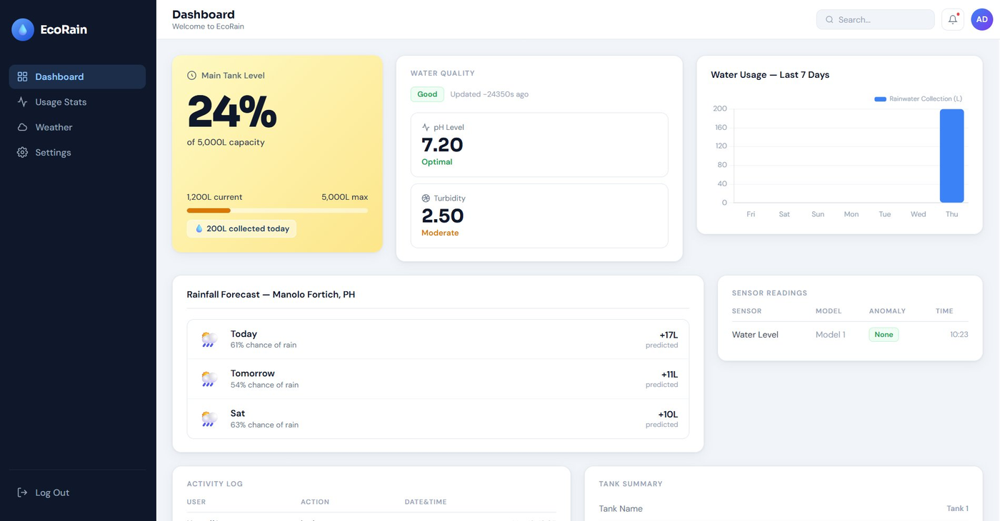 EcoRain
Dashboard
Usage Stats
Weather
Settings
Log Out
Dashboard
Welcome to EcoRain
Search...
AD
Main Tank Level
24%
of 5,000L capacity
1,200L current 5,000L max
200L collected today
WATER QUALITY
Good Updated -24350s ago
pH Level
7.20
Optimal
Turbidity
2.50
Moderate
Water Usage — Last 7 Days
Rainwater Collection (L)
200
160
120
80
40
0
Fri Sat Sun Mon Tue Wed Thu
Rainfall Forecast — Manolo Fortich, PH
Today +17L
61% chance of rain predicted
Tomorrow +11L
54% chance of rain predicted
Sat +10L
63% chance of rain predicted
SENSOR READINGS
SENSOR MODEL ANOMALY TIME
Water Level Model 1 None 10:23
ACTIVITY LOG
USER ACTION DATE&TIME
TANK SUMMARY
Tank Name Tank 1